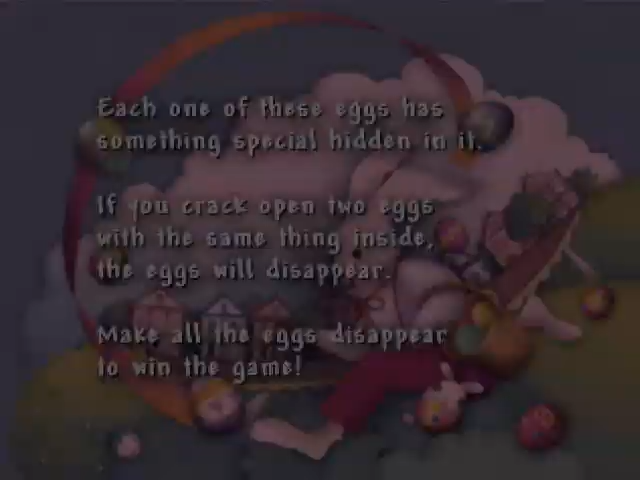 Each one of these eggs has
something special hidden in it.
If you crack open two eggs
with the same thing inside,
the eggs will disappear.
Make all the eggs disappear
to win the game!